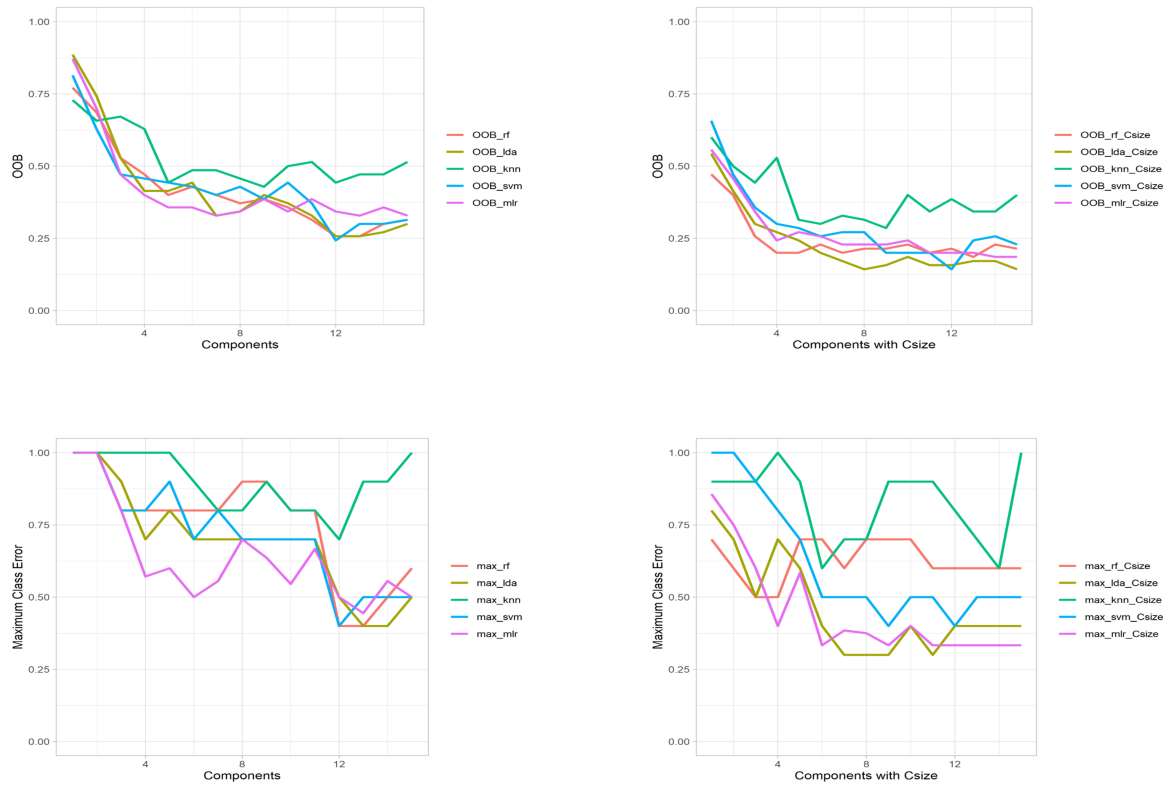 1.00
0.75
0.50
0.25
0.00
OOB
4
8
12
Components
OOB_rf
OOB_lda
OOB_knn
OOB_svm
OOB_mlr
1.00
0.75
0.50
0.25
0.00
OOB
4
8
12
Components with Csize
OOB_rf_Csize
OOB_lda_Csize
OOB_knn_Csize
OOB_svm_Csize
OOB_mlr_Csize
1.00
0.75
0.50
0.25
0.00
Maximum Class Error
4
8
12
Components
max_rf
max_lda
max_knn
max_svm
max_mlr
1.00
0.75
0.50
0.25
0.00
Maximum Class Error
4
8
12
Components with Csize
max_rf_Csize
max_lda_Csize
max_knn_Csize
max_svm_Csize
max_mlr_Csize